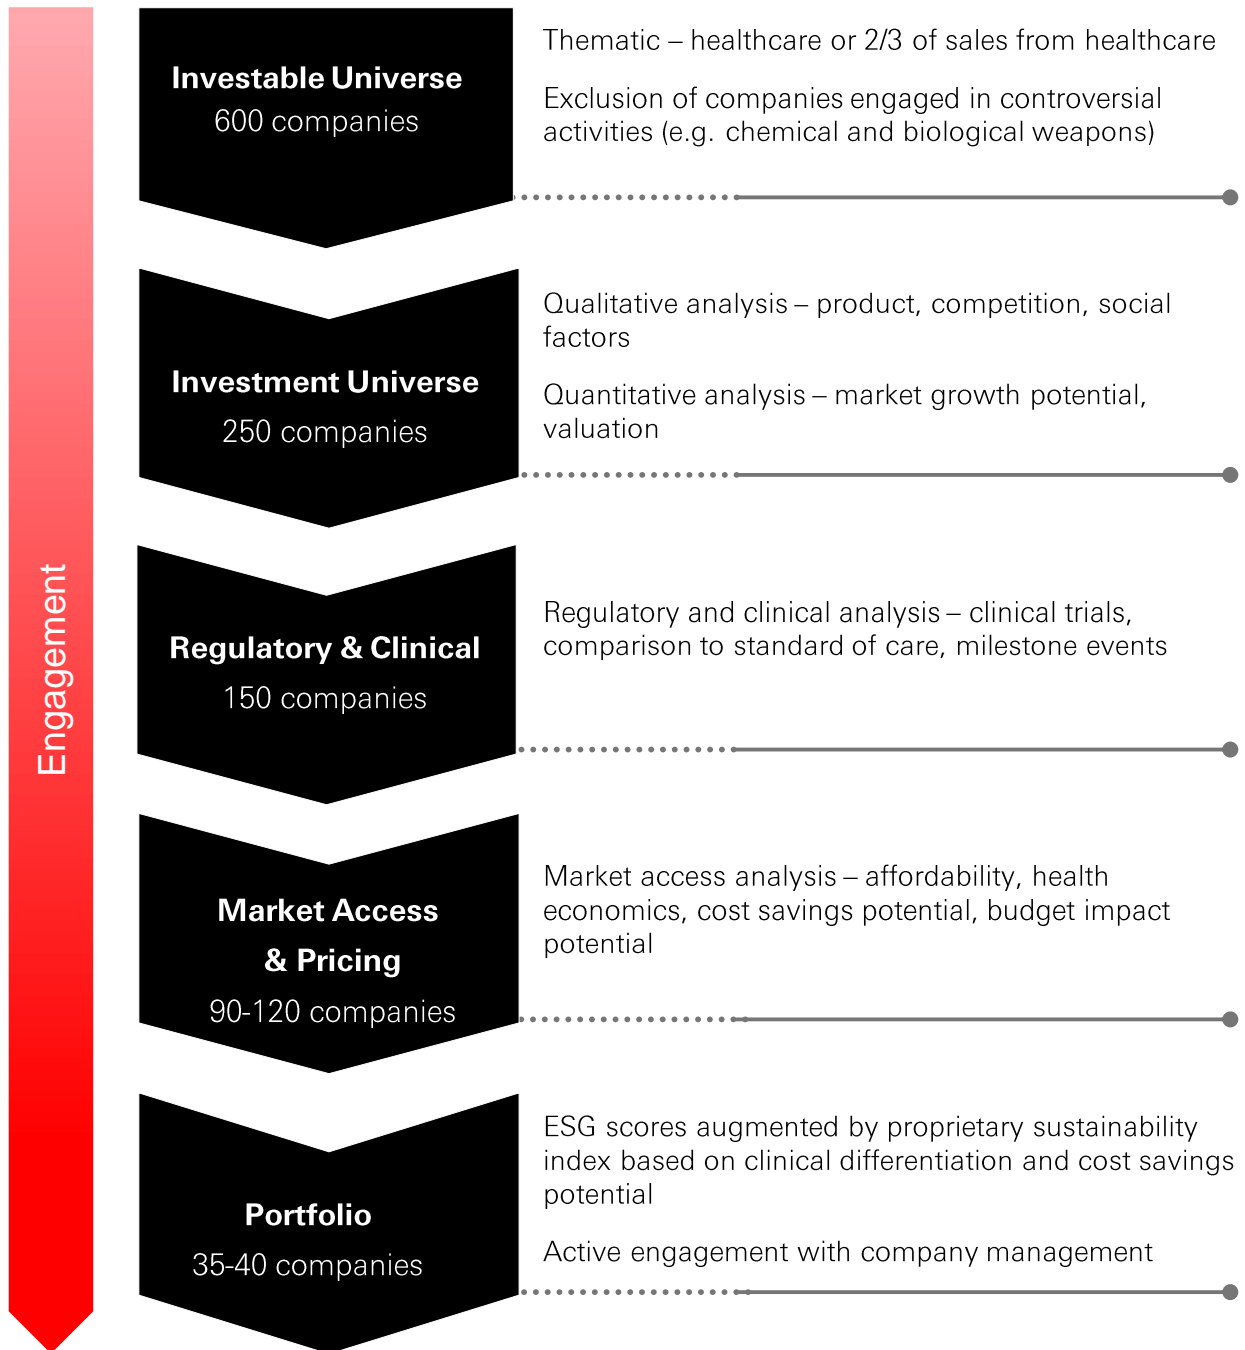 Engagement
Investable Universe
600 companies
Thematic – healthcare or 2/3 of sales from healthcare
Exclusion of companies engaged in controversial
activities (e.g. chemical and biological weapons)
Investment Universe
250 companies
Qualitative analysis – product, competition, social
factors
Quantitative analysis – market growth potential,
valuation
Regulatory & Clinical
150 companies
Regulatory and clinical analysis – clinical trials,
comparison to standard of care, milestone events
Market Access
& Pricing
90-120 companies
Market access analysis – affordability, health
economics, cost savings potential, budget impact
potential
Portfolio
35-40 companies
ESG scores augmented by proprietary sustainability
index based on clinical differentiation and cost savings
potential
Active engagement with company management